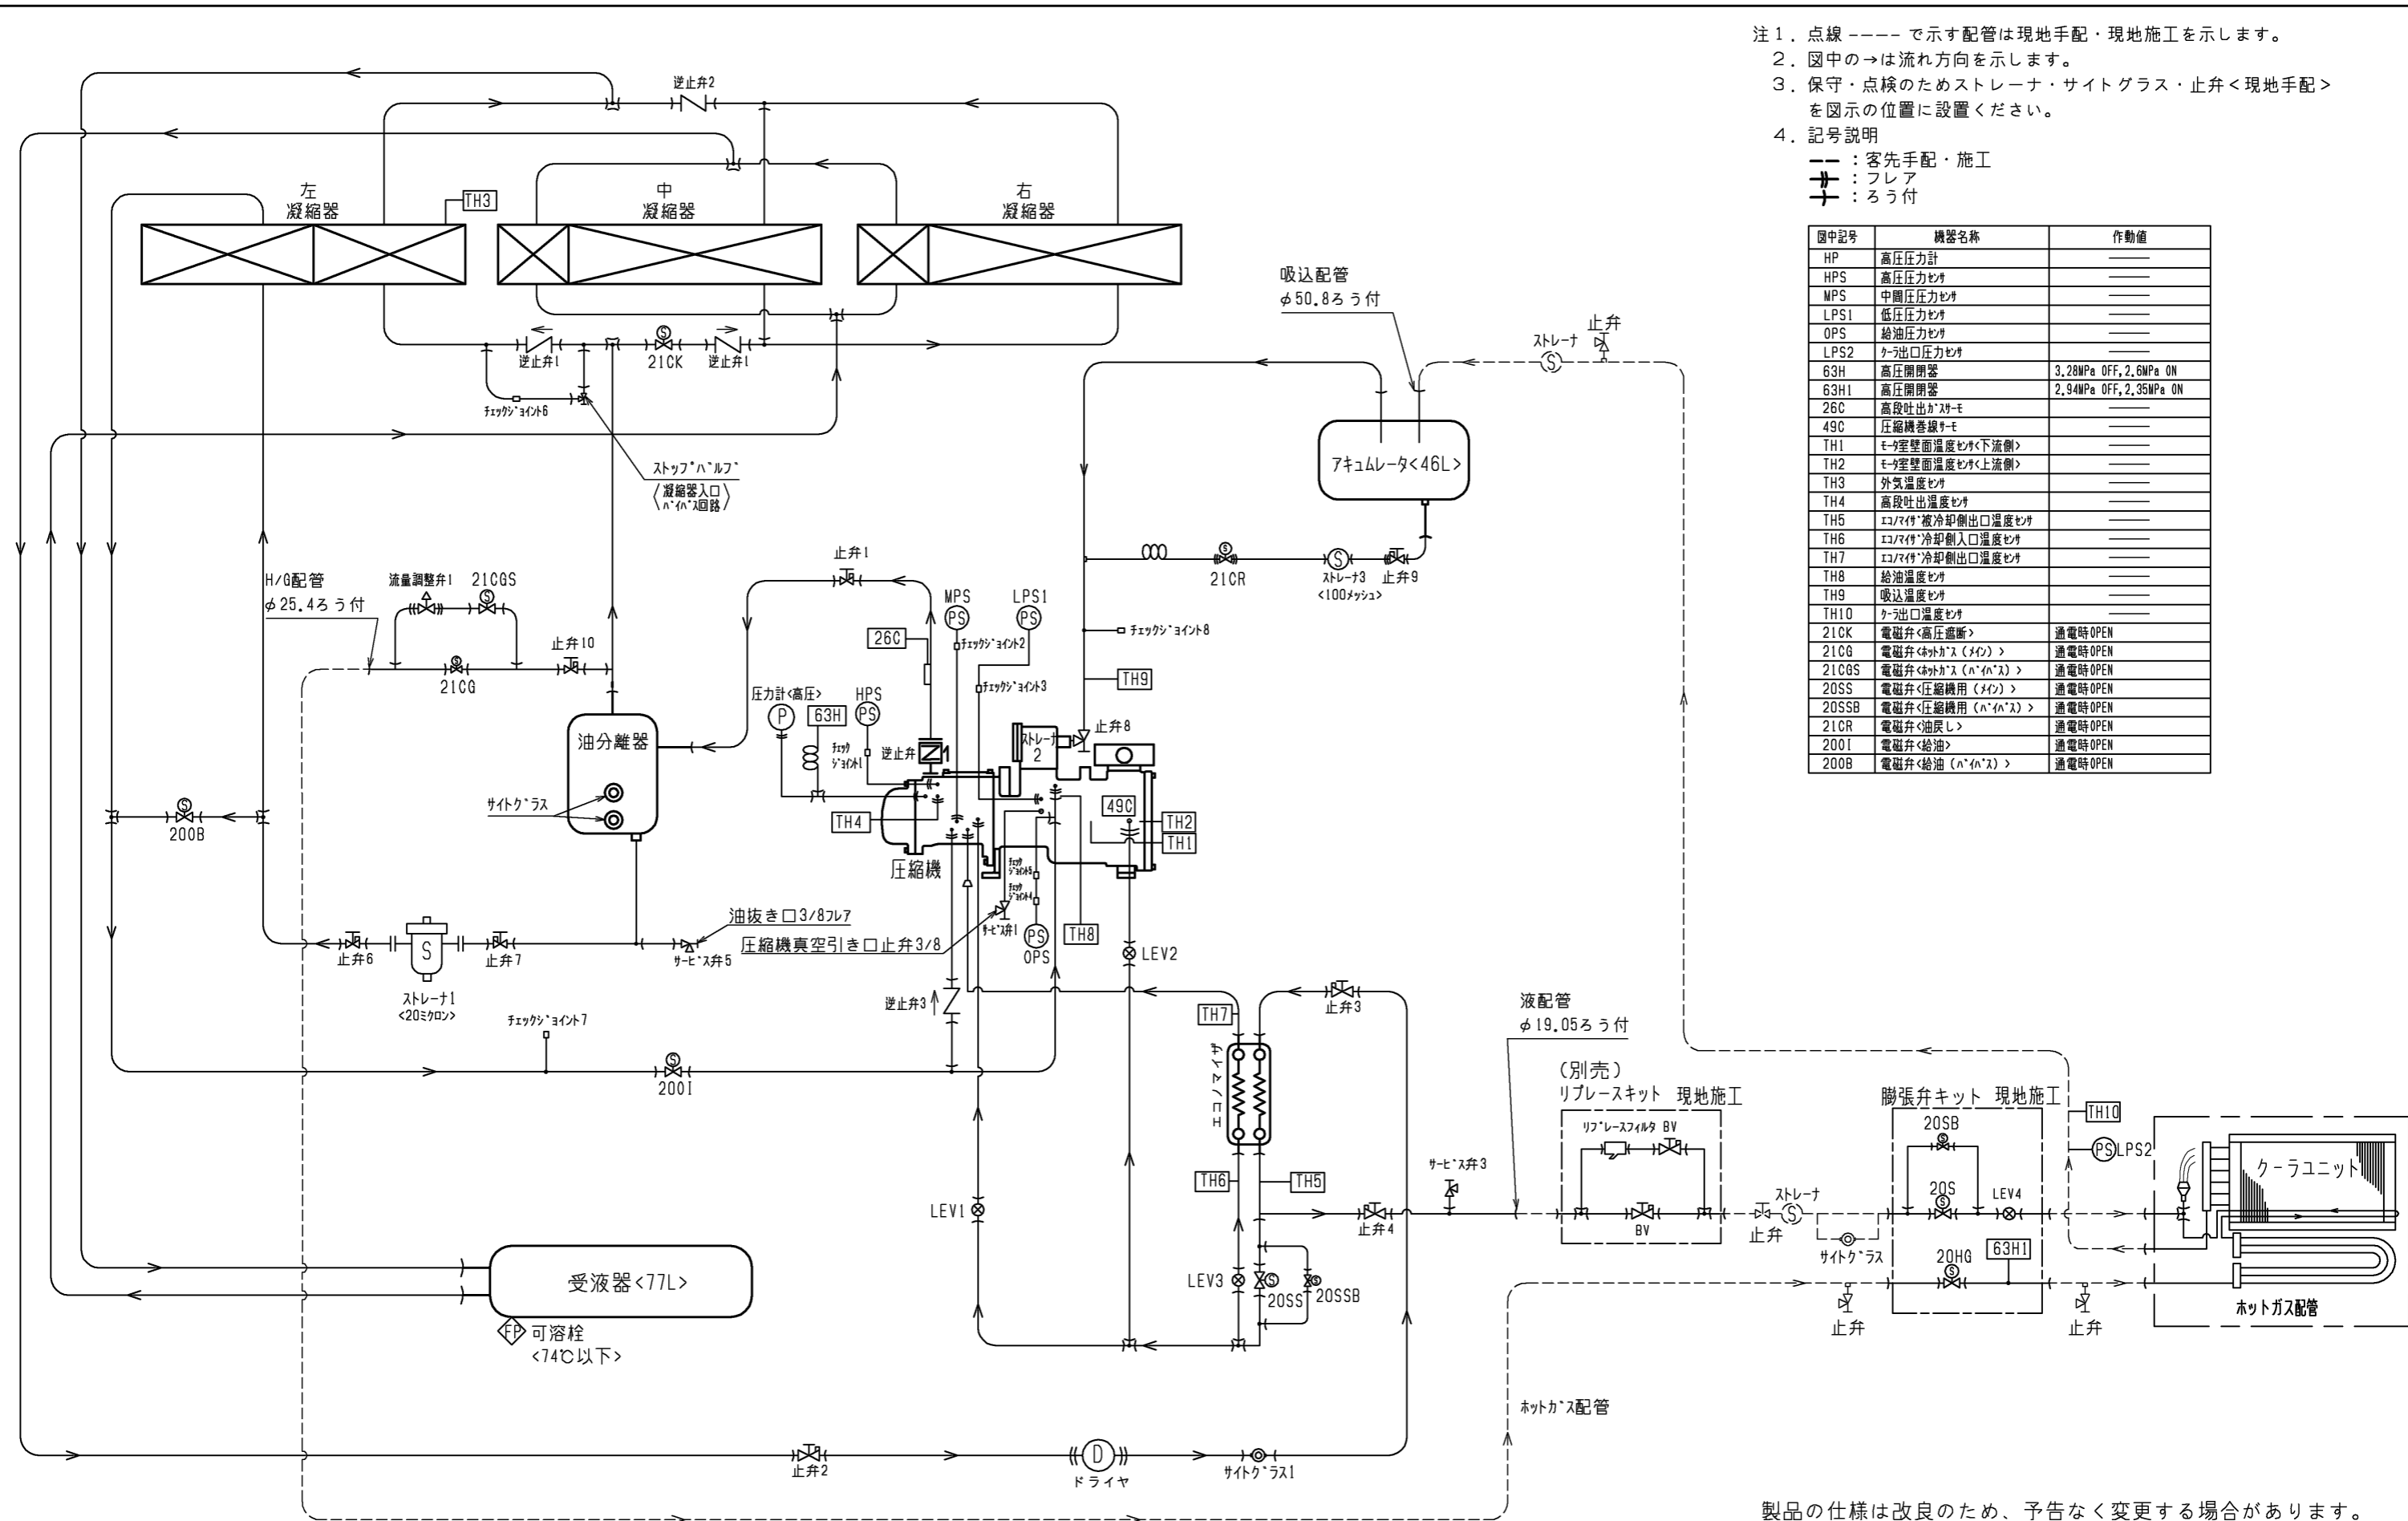 注1．点線 ---- で示す配管は現地手配・現地施工を示します。
2．図中の→は流れ方向を示します。
3．保守・点検のためストレーナ・サイトグラス・止弁＜現地手配＞
を図示の位置に設置ください。
4．記号説明
：客先手配・施工
：フレア
：ろう付
図中記号 機器名称 作動値
HP 高圧圧力計 ――
HPS 高圧圧力ｾﾝｻ ――
MPS 中間圧圧力ｾﾝｻ ――
LPS1 低圧圧力ｾﾝｻ ――
OPS 給油圧力ｾﾝｻ ――
LPS2 ｸｰﾗ出口圧力ｾﾝｻ ――
63H 高圧開閉器 3.28MPa OFF,2.6MPa ON
63H1 高圧開閉器 2.94MPa OFF,2.35MPa ON
26C 高段吐出ｶﾞｽｻｰﾓ ――
49C 圧縮機巻線ｻｰﾓ ――
TH1 ﾓｰﾀ室壁面温度ｾﾝｻ<下流側> ――
TH2 ﾓｰﾀ室壁面温度ｾﾝｻ<上流側> ――
TH3 外気温度ｾﾝｻ ――
TH4 高段吐出温度ｾﾝｻ ――
TH5 ｴｺﾉﾏｲｻﾞ被冷却側出口温度ｾﾝｻ ――
TH6 ｴｺﾉﾏｲｻﾞ冷却側入口温度ｾﾝｻ ――
TH7 ｴｺﾉﾏｲｻﾞ冷却側出口温度ｾﾝｻ ――
TH8 給油温度ｾﾝｻ ――
TH9 吸込温度ｾﾝｻ ――
TH10 ｸｰﾗ出口温度ｾﾝｻ ――
21CK 電磁弁<高圧遮断> 通電時OPEN
21CG 電磁弁<ﾎｯﾄｶﾞｽ（ﾒｲﾝ）> 通電時OPEN
21CGS 電磁弁<ﾎｯﾄｶﾞｽ（ﾊﾞｲﾊﾟｽ）> 通電時OPEN
20SS 電磁弁<圧縮機用（ﾒｲﾝ）> 通電時OPEN
20SSB 電磁弁<圧縮機用（ﾊﾞｲﾊﾟｽ）> 通電時OPEN
21CR 電磁弁<油戻し> 通電時OPEN
20OI 電磁弁<給油> 通電時OPEN
20OB 電磁弁<給油（ﾊﾞｲﾊﾟｽ）> 通電時OPEN
逆止弁2
左
凝縮器
TH3
中
凝縮器
右
凝縮器
逆止弁1
S
21CK
逆止弁1
ﾁｪｯｸｼﾞｮｲﾝﾄ6
ｽﾄｯﾌﾟﾊﾞﾙﾌﾞ
凝縮器入口
ﾊﾞｲﾊﾟｽ回路
吸込配管
φ50.8ろう付
ｽﾄﾚｰﾅ
止弁
S
アキュムレータ<46L>
S
21CR
S
ｽﾄﾚｰﾅ3
<100ﾒｯｼｭ>
止弁9
H/G配管
φ25.4ろう付
流量調整弁1
21CGS
S
止弁10
S
21CG
止弁1
26C
MPS
PS
ﾁｪｯｸｼﾞｮｲﾝﾄ2
LPS1
PS
ﾁｪｯｸｼﾞｮｲﾝﾄ3
ﾁｪｯｸｼﾞｮｲﾝﾄ8
TH9
圧力計<高圧>
P
63H
HPS
PS
ﾁｪｯｸ
ｼﾞｮｲﾝﾄ1
逆止弁
ｽﾄﾚｰﾅ
2
止弁8
油分離器
ｻｲﾄｸﾞﾗｽ
S
20OB
49C
TH4
TH2
TH1
圧縮機
ﾁｪｯｸ
ｼﾞｮｲﾝﾄ5
ﾁｪｯｸ
ｼﾞｮｲﾝﾄ4
ｻｰﾋﾞｽ弁1
PS
OPS
TH8
油抜き口3/8ﾌﾚｱ
圧縮機真空引き口止弁3/8
止弁6
S
止弁7
ｻｰﾋﾞｽ弁5
ｽﾄﾚｰﾅ1
<20ﾐｸﾛﾝ>
ﾁｪｯｸｼﾞｮｲﾝﾄ7
S
20OI
逆止弁3
LEV2
TH7
止弁3
エコノマイザ
TH6
TH5
LEV1
LEV3
S
20SS
S
20SSB
止弁4
ｻｰﾋﾞｽ弁3
液配管
φ19.05ろう付
（別売）
リプレースキット 現地施工
ﾘﾌﾟﾚｰｽﾌｨﾙﾀ BV
BV
止弁
ｽﾄﾚｰﾅ
S
ｻｲﾄｸﾞﾗｽ
膨張弁キット 現地施工
20SB
S
20S
S
LEV4
20HG
S
63H1
止弁
止弁
TH10
PS
LPS2
クーラユニット
ホットガス配管
受液器<77L>
FP
可溶栓
<74℃以下>
ﾎｯﾄｶﾞｽ配管
止弁2
D
ドライヤ
ｻｲﾄｸﾞﾗｽ1
製品の仕様は改良のため、予告なく変更する場合があります。